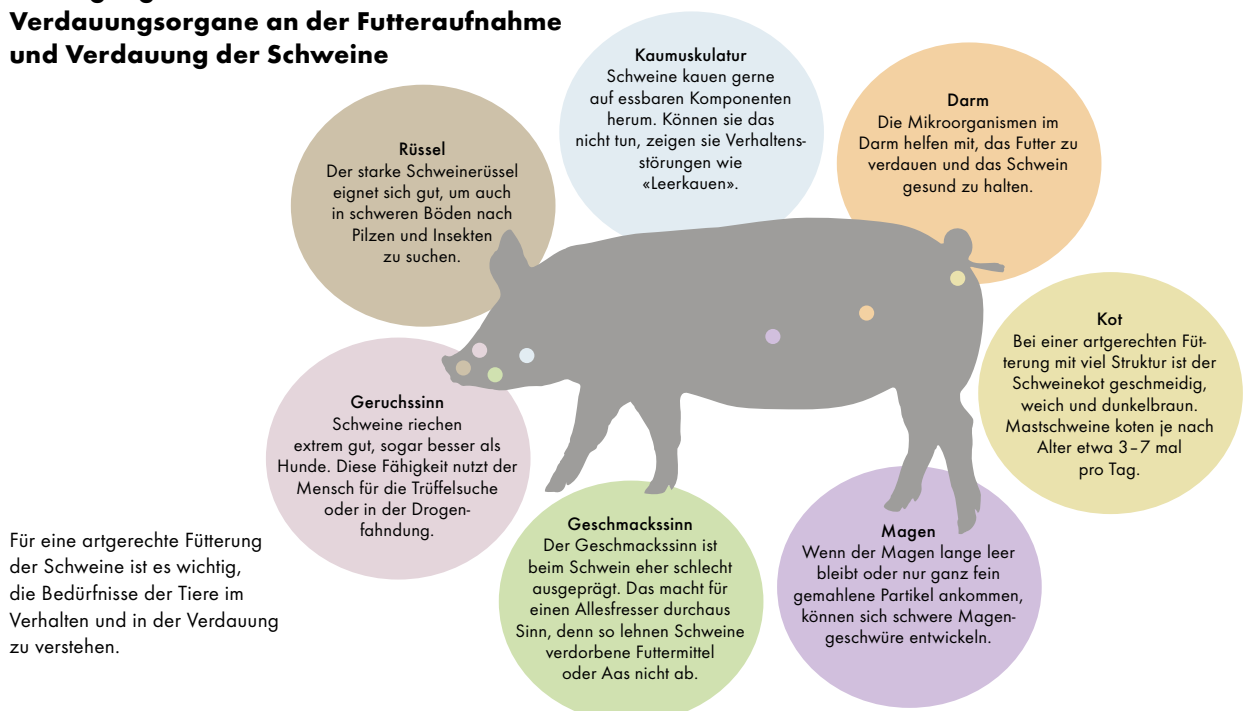 Verdauungsorgane an der Futteraufnahme
und Verdauung der Schweine
Kaumuskulatur
Schweine kauen gerne
auf essbaren Komponenten
herum. Können sie das
nicht tun, zeigen sie Verhaltens-
störungen wie
«Leerkauen».
Darm
Die Mikroorganismen im
Darm helfen mit, das Futter zu
verdauen und das Schwein
gesund zu halten.
Rüssel
Der starke Schweinerüssel
eignet sich gut, um auch
in schweren Böden nach
Pilzen und Insekten
zu suchen.
Kot
Bei einer artgerechten Füt-
terung mit viel Struktur ist der
Schweinekot geschmeidig,
weich und dunkelbraun.
Mastschweine koten je nach
Alter etwa 3–7 mal
pro Tag.
Geruchssinn
Schweine riechen
extrem gut, sogar besser als
Hunde. Diese Fähigkeit nutzt der
Mensch für die Trüffelsuche
oder in der Drogen-
fahndung.
Geschmackssinn
Der Geschmackssinn ist
beim Schwein eher schlecht
ausgeprägt. Das macht für
einen Allesfresser durchaus
Sinn, denn so lehnen Schweine
verdorbene Futtermittel
oder Aas nicht ab.
Magen
Wenn der Magen lange leer
bleibt oder nur ganz fein
gemahlene Partikel ankommen,
können sich schwere Magen-
geschwüre entwickeln.
Für eine artgerechte Fütterung
der Schweine ist es wichtig,
die Bedürfnisse der Tiere im
Verhalten und in der Verdauung
zu verstehen.